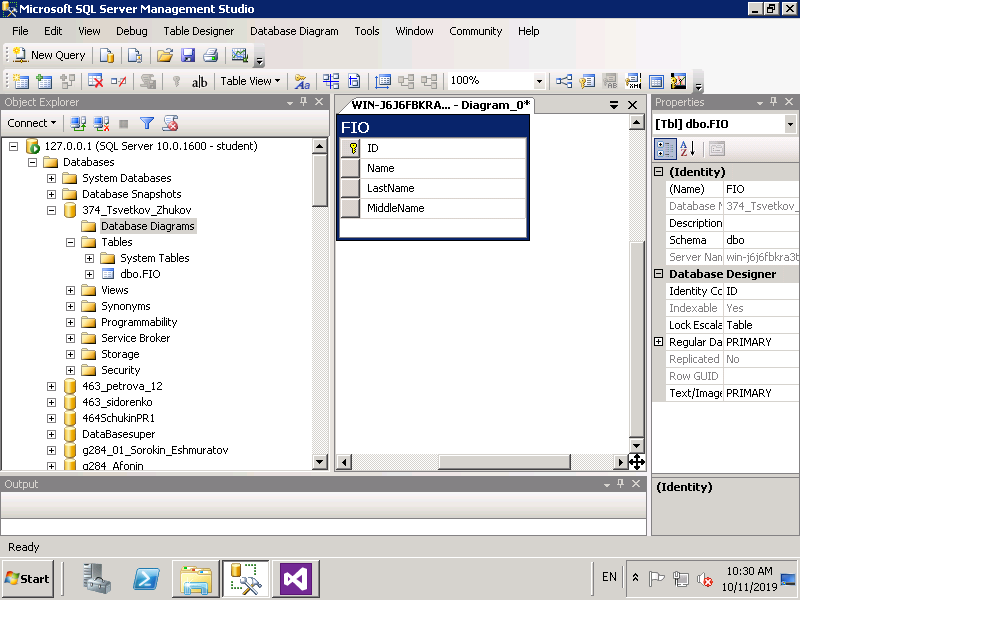 Microsoft SQL Server Management Studio
File Edit View Debug Table Designer Database Diagram Tools Window Community Help
New Query
ab Table View 100%
Object Explorer
Connect
127.0.0.1 (SQL Server 10.0.1600 - student)
Databases
System Databases
Database Snapshots
374_Tsvetkov_Zhukov
Database Diagrams
Tables
System Tables
dbo.FIO
Views
Synonyms
Programmability
Service Broker
Storage
Security
463_petrova_12
463_sidorenko
464SchukinPR1
DataBasesuper
g284_01_Sorokin_Eshmuratov
g284_Afonin
WIN-J6J6FBKRA... - Diagram_0*
FIO
ID
Name
LastName
MiddleName
Properties
[Tbl] dbo.FIO
(Identity)
(Name) FIO
Database N 374_Tsvetkov_
Description
Schema dbo
Server Nam win-j6j6fbkra3b
Database Designer
Identity Co ID
Indexable Yes
Lock Escala Table
Regular Da PRIMARY
Replicated No
Row GUID
Text/Image PRIMARY
(Identity)
Output
Ready
Start
EN
10:30 AM
10/11/2019